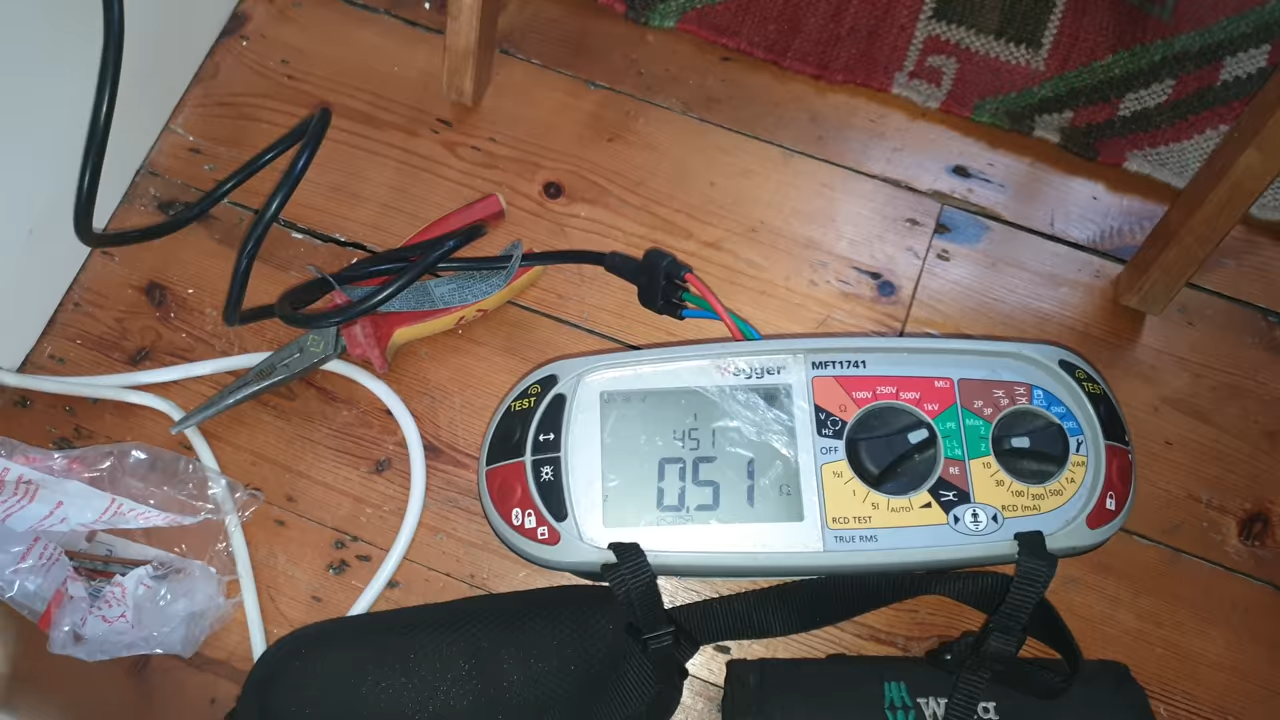 Megger
MFT1741
TEST
451
0.51
Ω
z
OFF
V
Hz
Ω
100V
250V
500V
1kV
MΩ
L-PE
L-L
L-N
RE
½I
I
5I
AUTO
RCD TEST
TRUE RMS
2P
3P
3P
RCL
SND
DEL
Max
Z
Z
10
30
100
300
500
1A
VAR
RCD (mA)
TEST